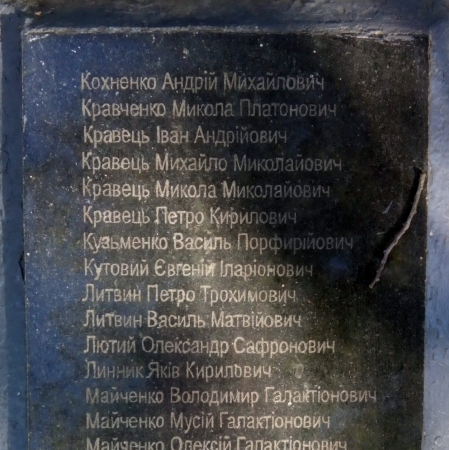 Кохненко Андрій Михайлович
Кравченко Микола Платонович
Кравець Іван Андрійович
Кравець Михайло Миколайович
Кравець Микола Миколайович
Кравець Петро Кирилович
Кузьменко Василь Порфирійович
Кутовий Євгеній Іларіонович
Литвин Петро Трохимович
Литвин Василь Матвійович
Лютий Олександр Сафронович
Линник Яків Кирилович
Майченко Володимир Галактіонович
Майченко Мусій Галактіонович
Майченко Олексій Галактіонович